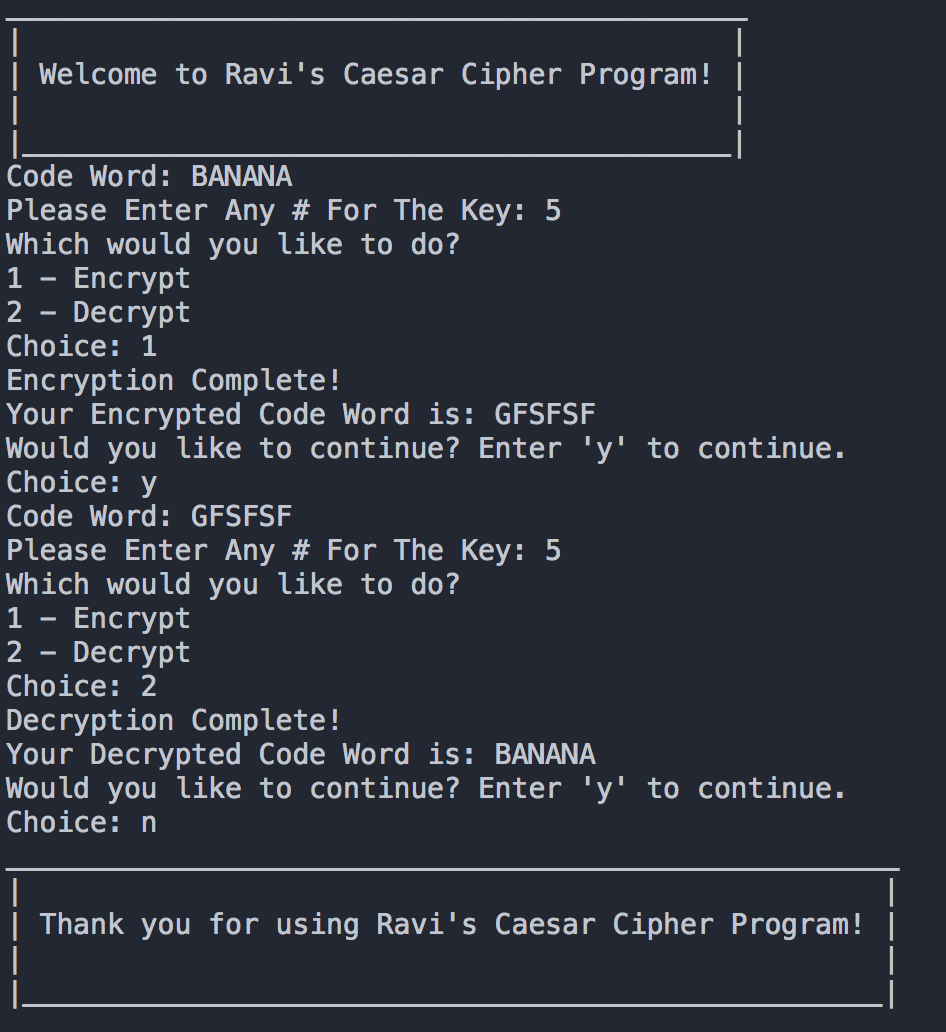 Welcome to Ravi's Caesar Cipher Program!
Code Word: BANANA
Please Enter Any # For The Key: 5
Which would you like to do?
1 - Encrypt
2 - Decrypt
Choice: 1
Encryption Complete!
Your Encrypted Code Word is: GFSFSF
Would you like to continue? Enter 'y' to continue.
Choice: y
Code Word: GFSFSF
Please Enter Any # For The Key: 5
Which would you like to do?
1 - Encrypt
2 - Decrypt
Choice: 2
Decryption Complete!
Your Decrypted Code Word is: BANANA
Would you like to continue? Enter 'y' to continue.
Choice: n
Thank you for using Ravi's Caesar Cipher Program!